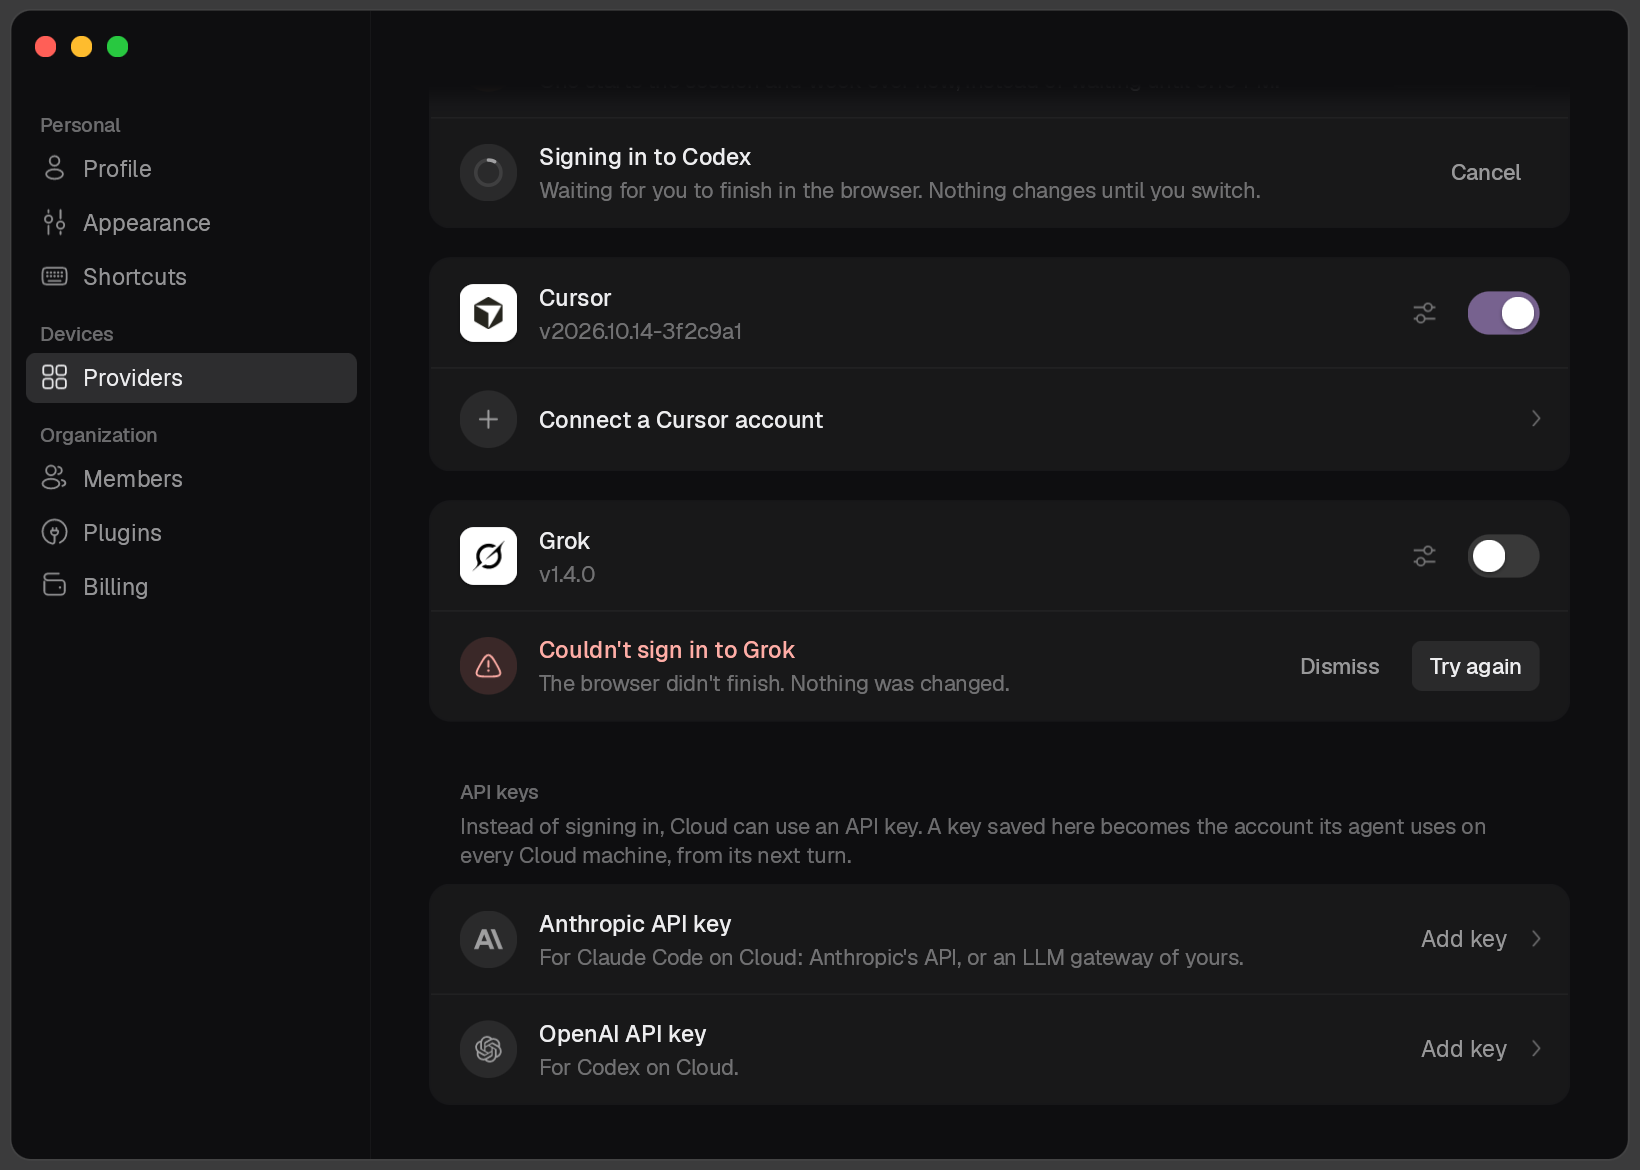 Personal
Profile
Appearance
Shortcuts
Devices
Providers
Organization
Members
Plugins
Billing
Signing in to Codex
Waiting for you to finish in the browser. Nothing changes until you switch.
Cancel
Cursor
v2026.10.14-3f2c9a1
Connect a Cursor account
Grok
v1.4.0
Couldn't sign in to Grok
The browser didn't finish. Nothing was changed.
Dismiss
Try again
API keys
Instead of signing in, Cloud can use an API key. A key saved here becomes the account its agent uses on
every Cloud machine, from its next turn.
Anthropic API key
For Claude Code on Cloud: Anthropic's API, or an LLM gateway of yours.
Add key
OpenAI API key
For Codex on Cloud.
Add key